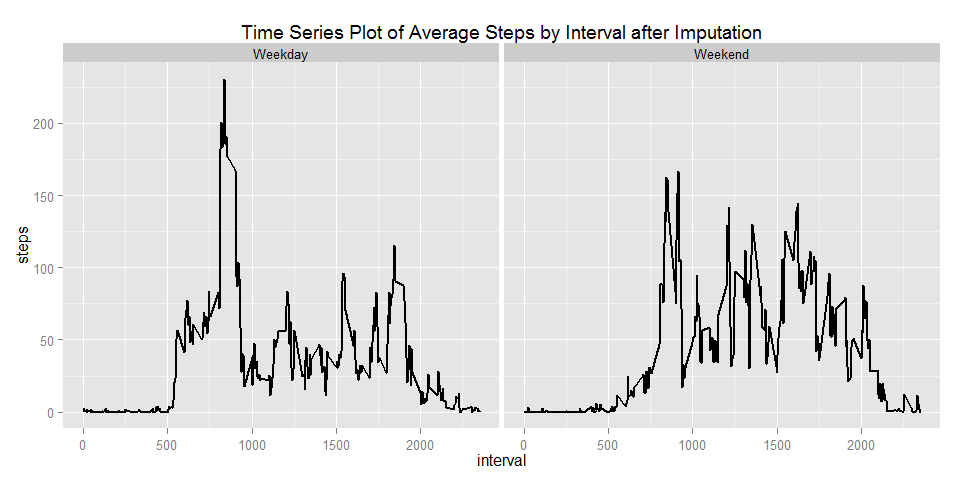 Time Series Plot of Average Steps by Interval after Imputation
Weekday Weekend
200
150
100
50
0
steps
0 500 1000 1500 2000 0 500 1000 1500 2000
interval